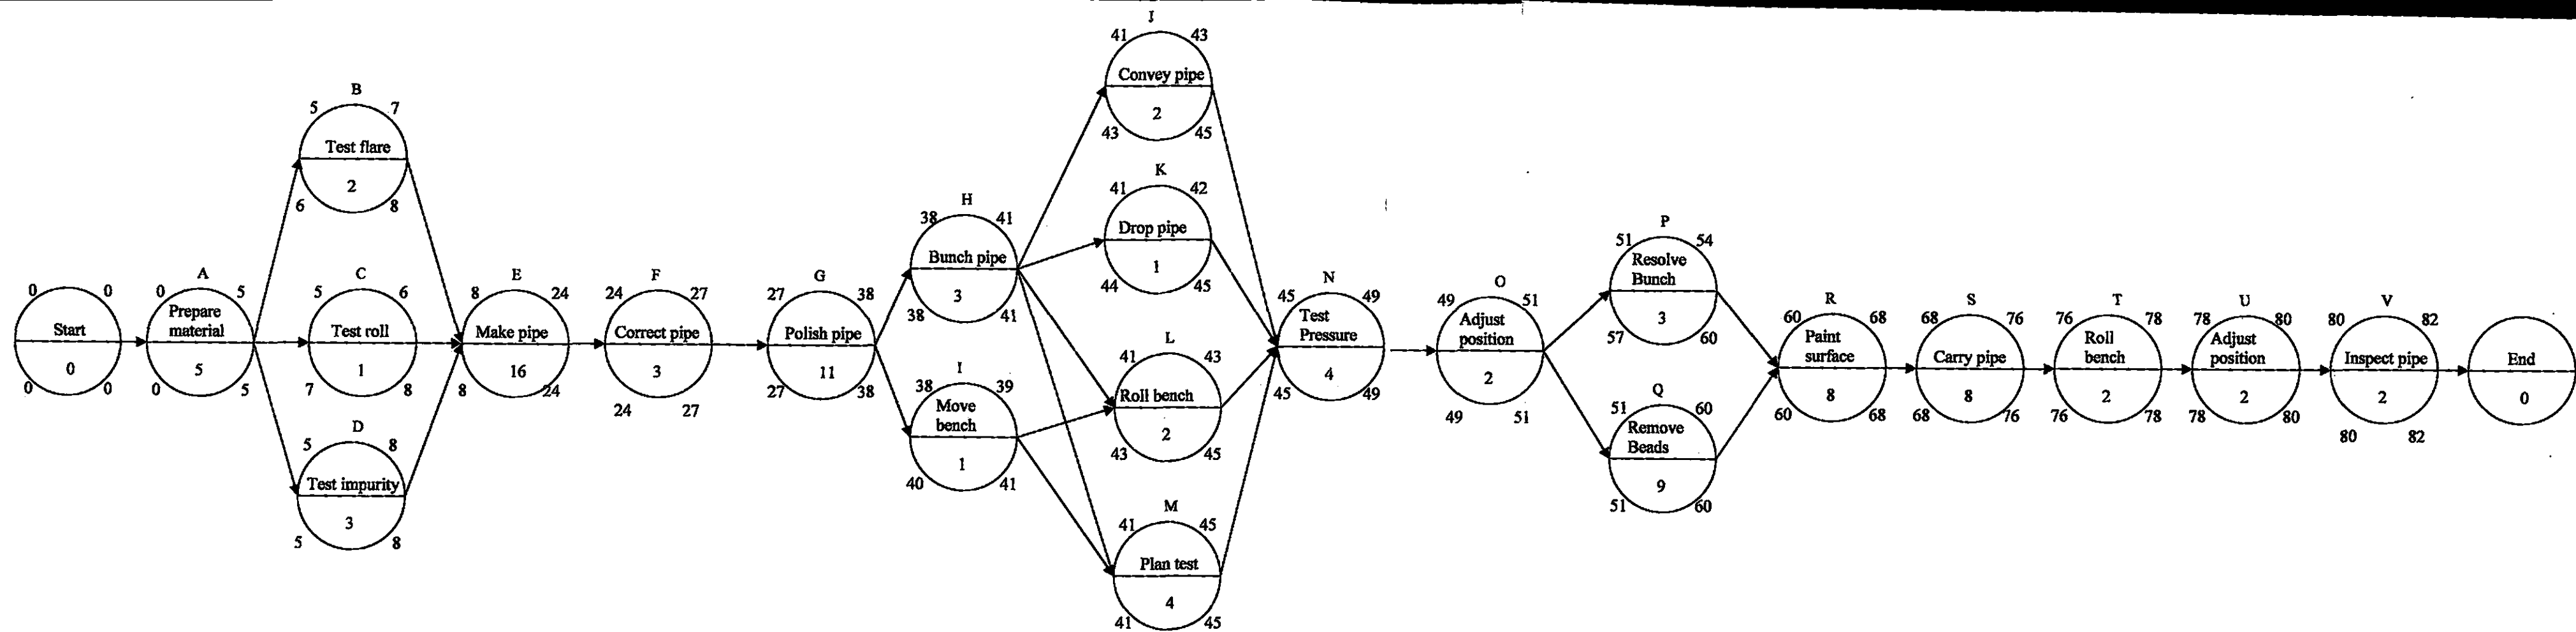 Start
0 0
0
0 0
A
0 5
Prepare
material
5
0 5
B
5 7
Test flare
2
6 8
C
5 6
Test roll
1
7 8
D
5 8
Test impurity
3
5 8
E
8 24
Make pipe
16
8 24
F
24 27
Correct pipe
3
24 27
G
27 38
Polish pipe
11
27 38
H
38 41
Bunch pipe
3
38 41
I
38 39
Move
bench
1
40 41
J
41 43
Convey pipe
2
43 45
K
41 42
Drop pipe
1
44 45
L
41 43
Roll bench
2
43 45
M
41 45
Plan test
4
41 45
N
45 49
Test
Pressure
4
45 49
O
49 51
Adjust
position
2
49 51
P
51 54
Resolve
Bunch
3
57 60
Q
51 60
Remove
Beads
9
51 60
R
60 68
Paint
surface
8
60 68
S
68 76
Carry pipe
8
68 76
T
76 78
Roll
bench
2
76 78
U
78 80
Adjust
position
2
78 80
V
80 82
Inspect pipe
2
80 82
End
0